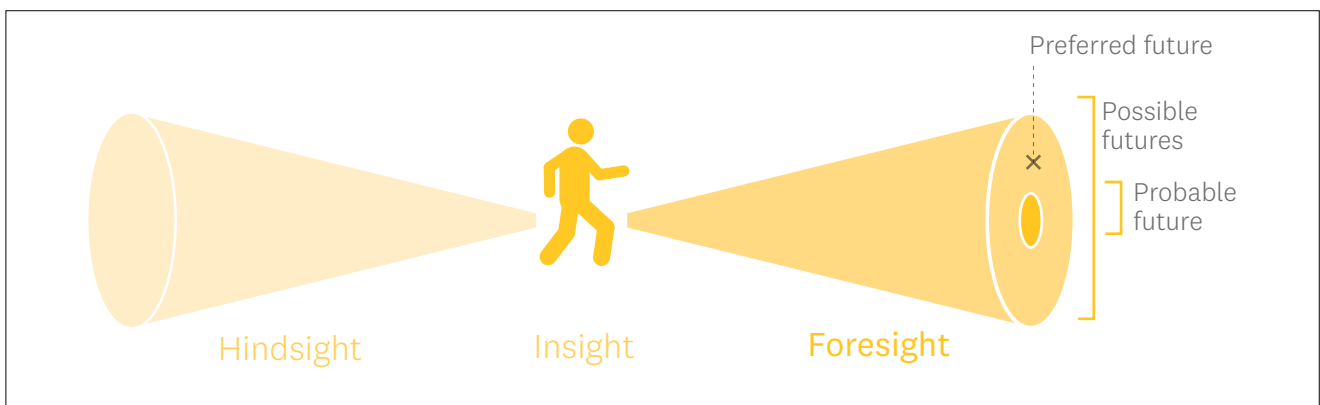 Preferred future
Possible
futures
Probable
future
Hindsight
Insight
Foresight